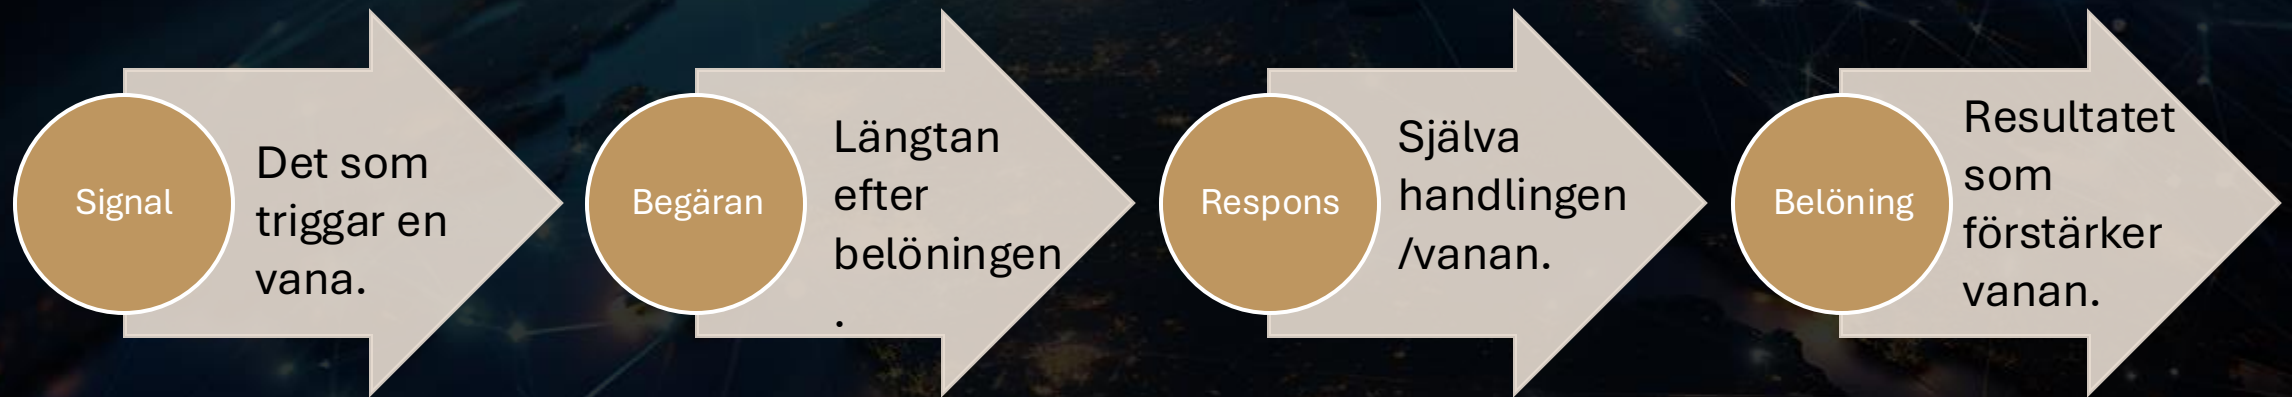 Signal
Det som
triggar en
vana.
Begäran
Längtan
efter
belöningen
.
Respons
Själva
handlingen
/vanan.
Belöning
Resultatet
som
förstärker
vanan.